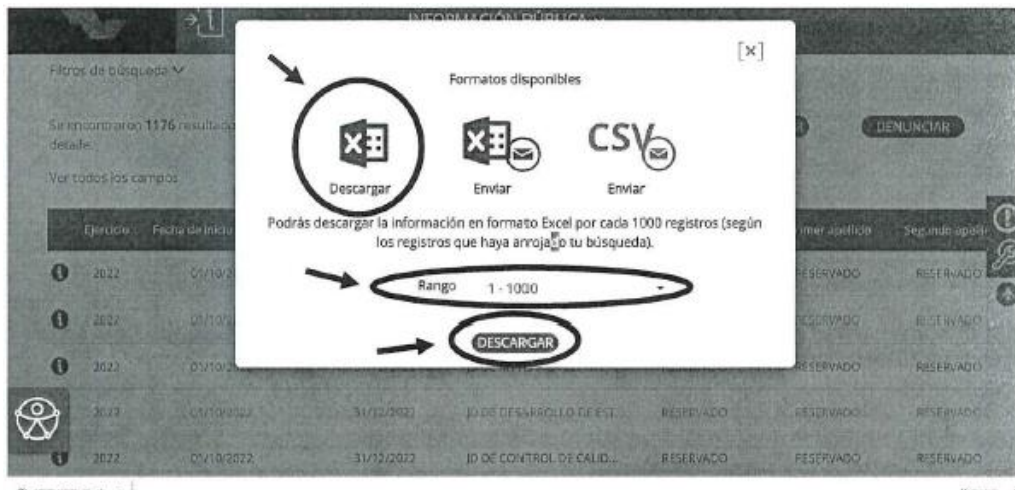 INFORMACIÓN PÚBLICA
[×]
Filtros de búsqueda
Formatos disponibles
Se encontraron 1176 resultados
detalle.
DENUNCIAR
CSV
Descargar Enviar Enviar
Ver todos los campos
Podrás descargar la información en formato Excel por cada 1000 registros (según
los registros que haya arrojado tu búsqueda).
Ejercicio Fecha de inicio Segundo apelli
Rango 1 - 1000
2022 RESERVADO RESERVADO
2022 RESERVADO RESERVADO
DESCARGAR
2022 RESERVADO RESERVADO
2022 01/10/2022 31/12/2022 JD DE DESARROLLO DE EST... RESERVADO RESERVADO RESERVADO
2022 01/10/2022 31/12/2022 JD DE CONTROL DE CALID... RESERVADO RESERVADO RESERVADO